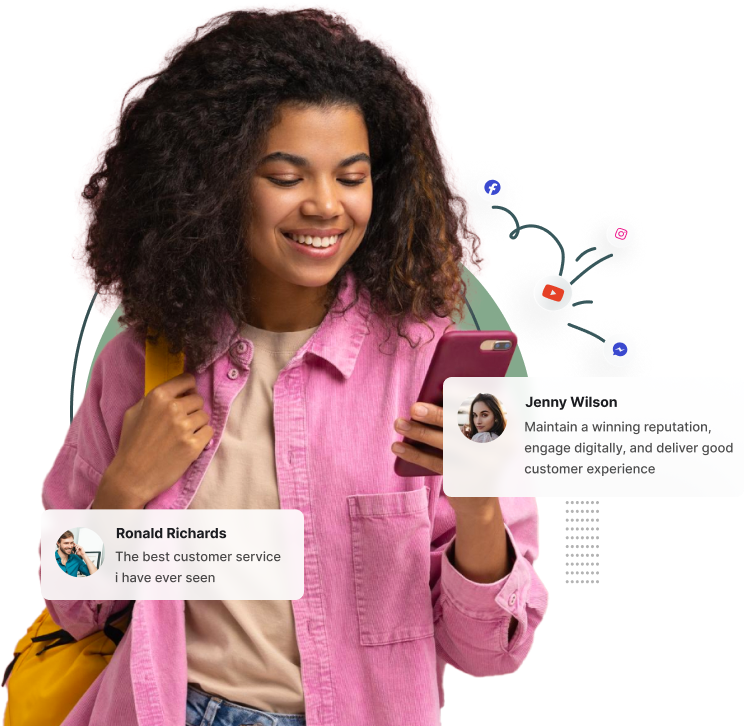 Jenny Wilson
Maintain a winning reputation,
engage digitally, and deliver good
customer experience
Ronald Richards
The best customer service
i have ever seen